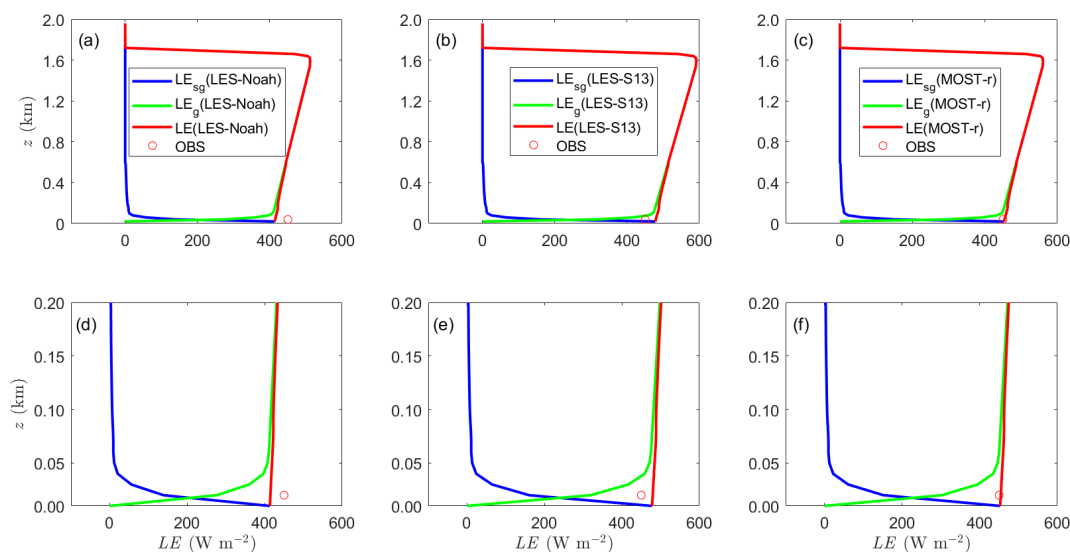 2.0
1.6
1.2
0.8
0.4
0
z (km)
(a)
LE_sg(LES-Noah)
LE_g(LES-Noah)
LE(LES-Noah)
OBS
0 200 400 600
2.0
1.6
1.2
0.8
0.4
0
(b)
LE_sg(LES-S13)
LE_g(LES-S13)
LE(LES-S13)
OBS
0 200 400 600
2.0
1.6
1.2
0.8
0.4
0
(c)
LE_sg(MOST-r)
LE_g(MOST-r)
LE(MOST-r)
OBS
0 200 400 600
0.20
0.15
0.10
0.05
0.00
z (km)
(d)
0 200 400 600
LE (W m⁻²)
0.20
0.15
0.10
0.05
0.00
(e)
0 200 400 600
LE (W m⁻²)
0.20
0.15
0.10
0.05
0.00
(f)
0 200 400 600
LE (W m⁻²)